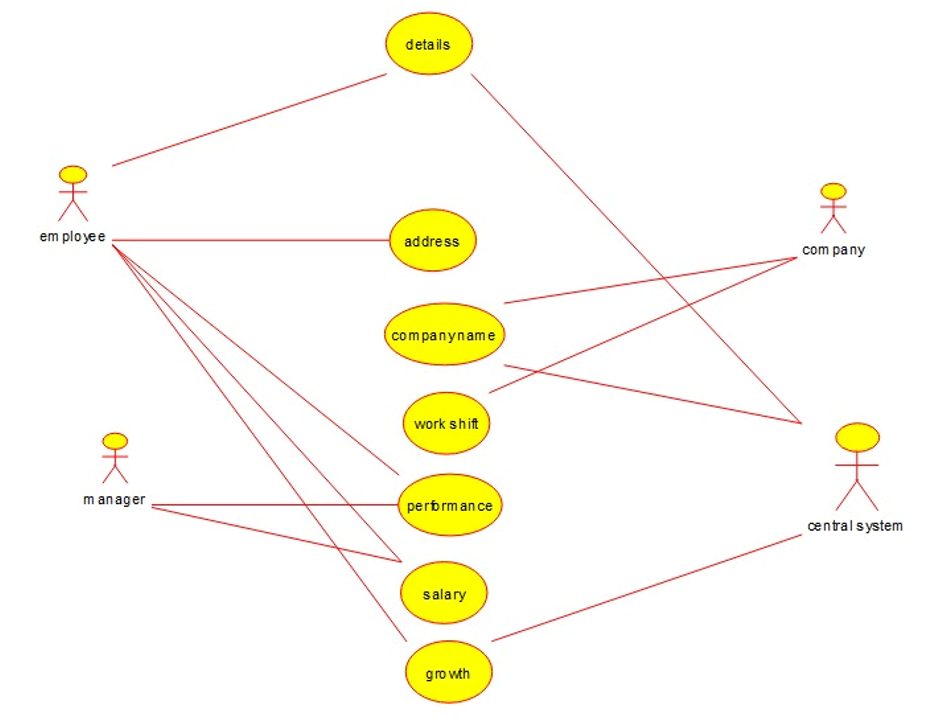 details
employee
address
company
companyname
work shift
manager
performance
central system
salary
growth